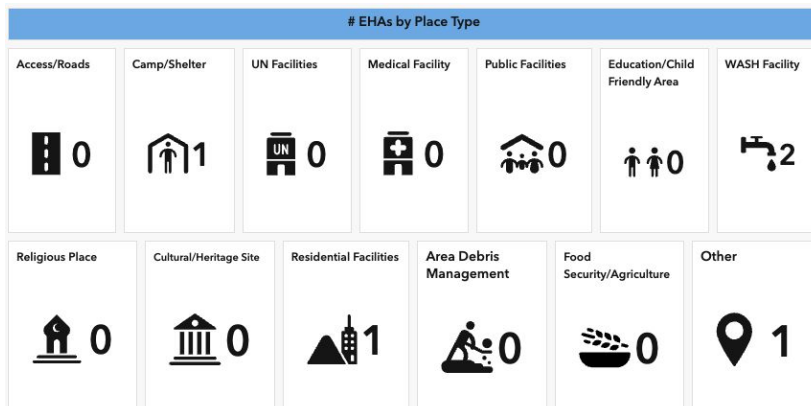 # EHAs by Place Type
Access/Roads
0
Camp/Shelter
1
UN Facilities
UN
0
Medical Facility
0
Public Facilities
0
Education/Child
Friendly Area
0
WASH Facility
2
Religious Place
0
Cultural/Heritage Site
0
Residential Facilities
1
Area Debris
Management
0
Food
Security/Agriculture
0
Other
1